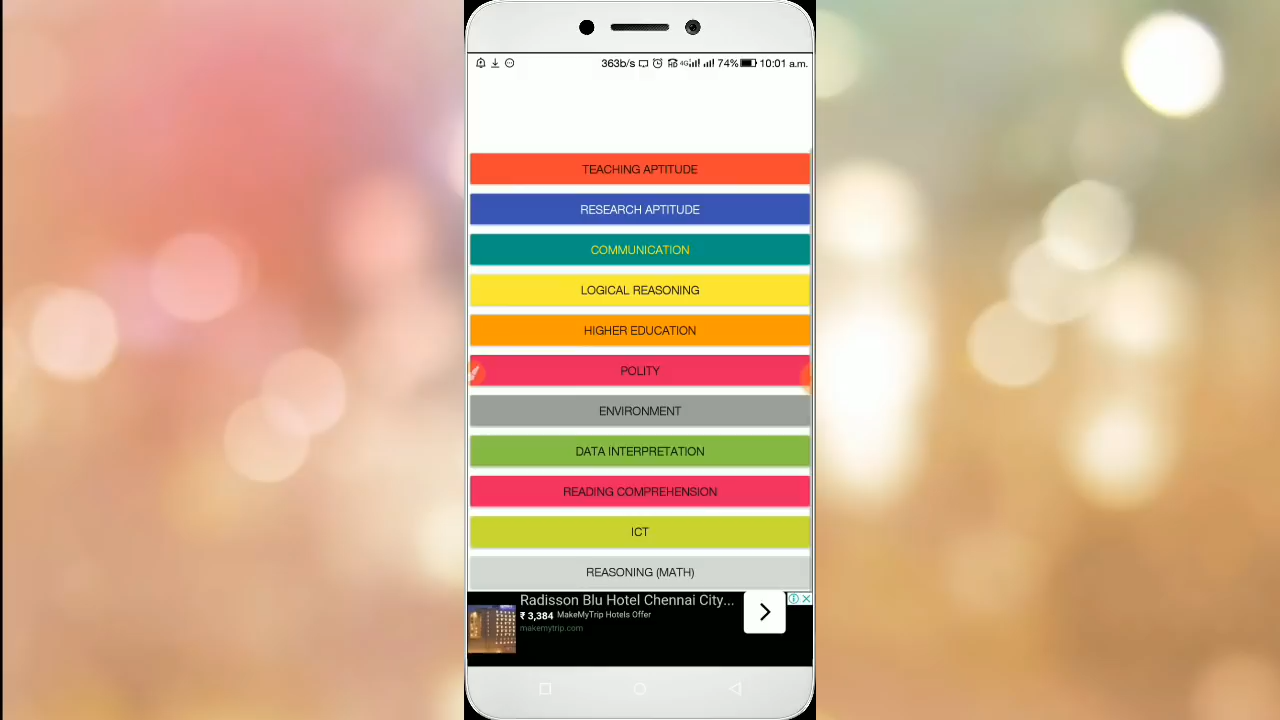 363b/s 4G 74% 10:01 a.m.
TEACHING APTITUDE
RESEARCH APTITUDE
COMMUNICATION
LOGICAL REASONING
HIGHER EDUCATION
POLITY
ENVIRONMENT
DATA INTERPRETATION
READING COMPREHENSION
ICT
REASONING (MATH)
Radisson Blu Hotel Chennai City...
₹ 3,384 MakeMyTrip Hotels Offer
makemytrip.com